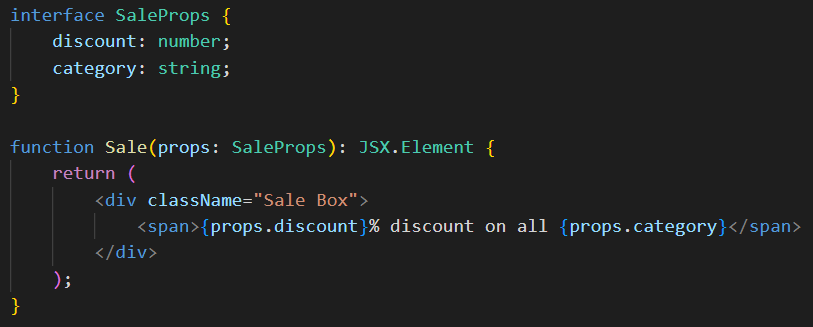 interface SaleProps {
    discount: number;
    category: string;
}

function Sale(props: SaleProps): JSX.Element {
    return (
        <div className="Sale Box">
            <span>{props.discount}% discount on all {props.category}</span>
        </div>
    );
}